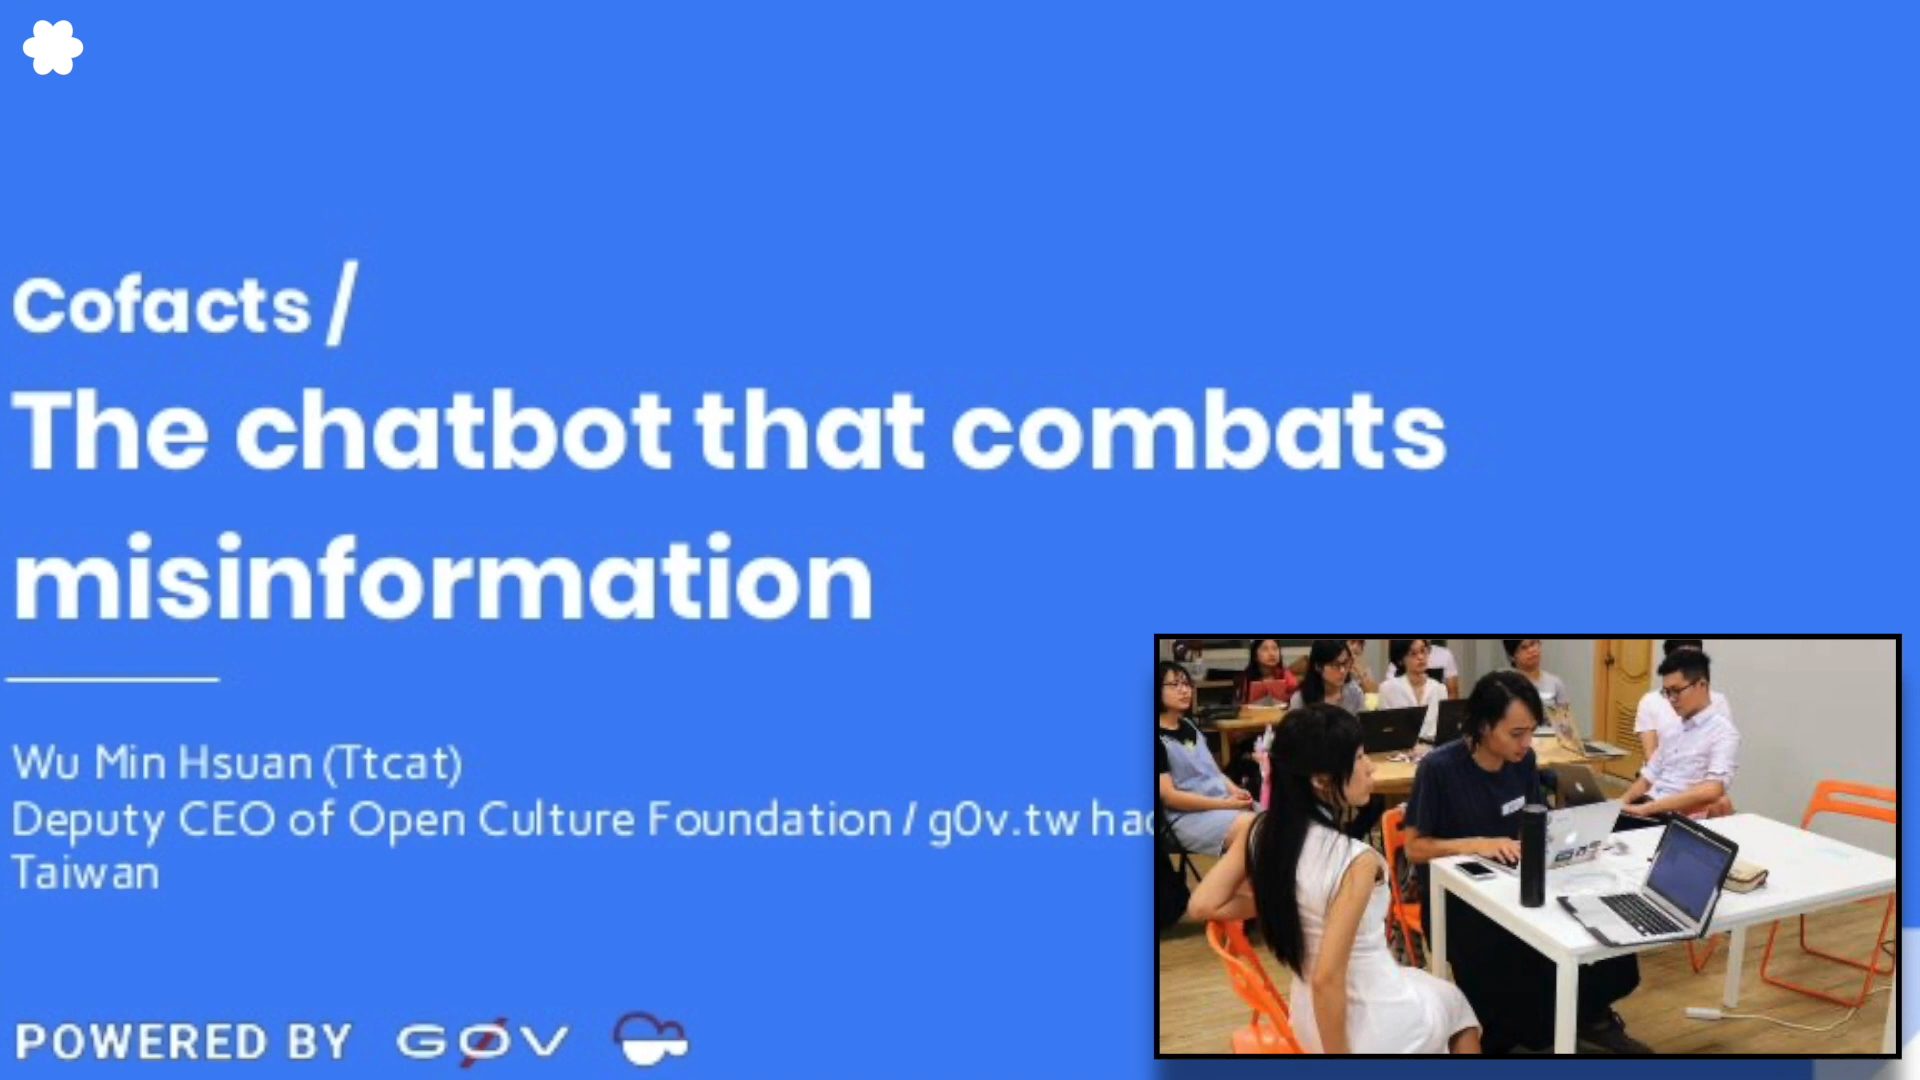 Cofacts /
The chatbot that combats
misinformation
Wu Min Hsuan (Ttcat)
Deputy CEO of Open Culture Foundation / g0v.tw
Taiwan
POWERED BY GØV